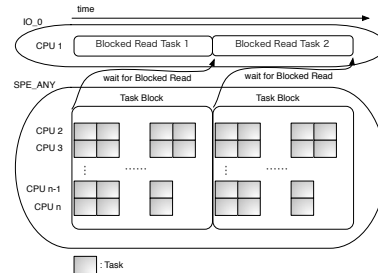 time
IO_0
CPU 1
Blocked Read Task 1
Blocked Read Task 2
wait for Blocked Read
wait for Blocked Read
SPE_ANY
Task Block
Task Block
CPU 2
CPU 3
⋮ ...... ⋮ ......
CPU n-1
CPU n
: Task